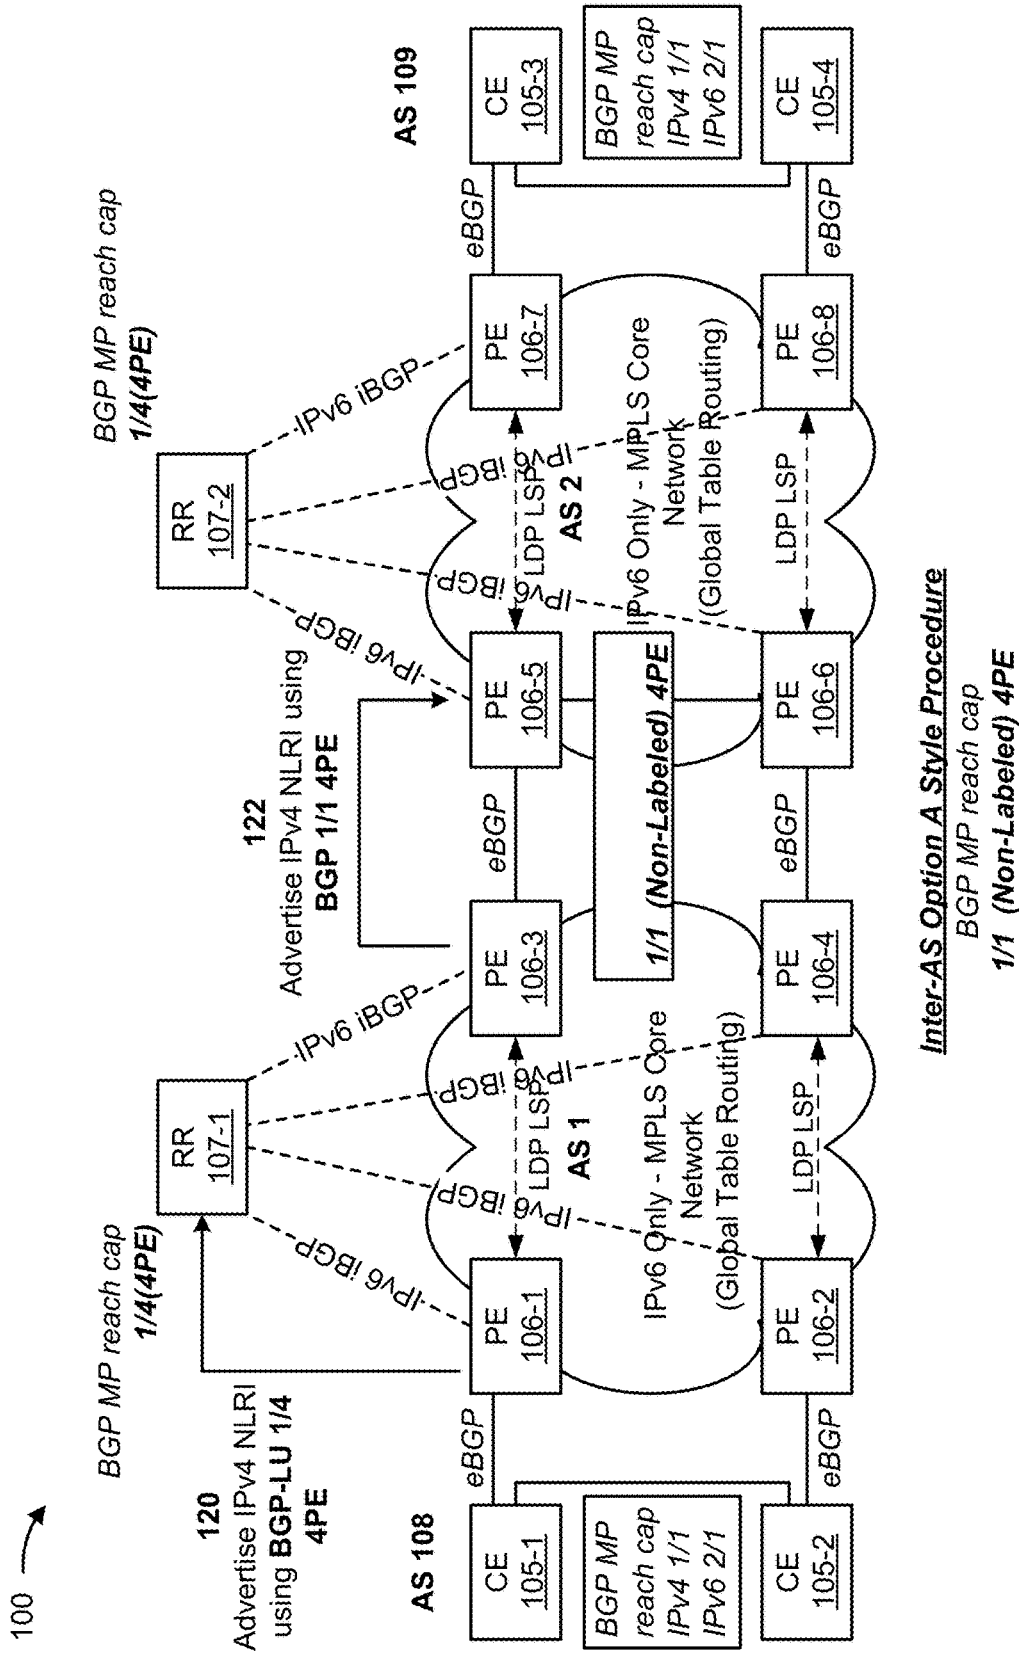 100
BGP MP reach cap
1/4(4PE)
BGP MP reach cap
1/4(4PE)
120
Advertise IPv4 NLRI
using BGP-LU 1/4
4PE
RR
107-1
122
Advertise IPv4 NLRI using
BGP 1/1 4PE
RR
107-2
IPv6 iBGP
IPv6 iBGP
IPv6 iBGP
IPv6 iBGP
IPv6 iBGP
IPv6 iBGP
IPv6 iBGP
IPv6 iBGP
AS 108
AS 109
CE
105-1
eBGP
PE
106-1
LDP LSP
PE
106-3
eBGP
PE
106-5
LDP LSP
PE
106-7
eBGP
CE
105-3
AS 1
AS 2
BGP MP
reach cap
IPv4 1/1
IPv6 2/1
IPv6 Only - MPLS Core
Network
(Global Table Routing)
1/1 (Non-Labeled) 4PE
IPv6 Only - MPLS Core
Network
(Global Table Routing)
BGP MP
reach cap
IPv4 1/1
IPv6 2/1
CE
105-2
eBGP
PE
106-2
LDP LSP
PE
106-4
eBGP
PE
106-6
LDP LSP
PE
106-8
eBGP
CE
105-4
Inter-AS Option A Style Procedure
BGP MP reach cap
1/1 (Non-Labeled) 4PE